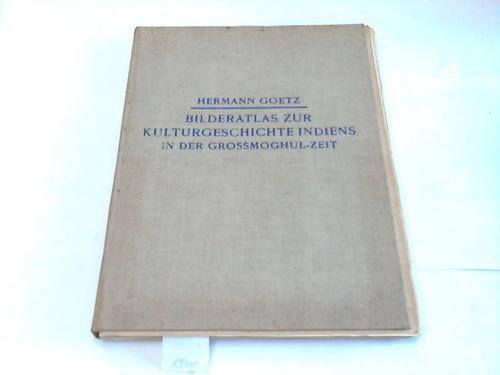 HERMANN GOETZ
BILDERATLAS ZUR
KULTURGESCHICHTE INDIENS
IN DER GROSSMOGHUL-ZEIT